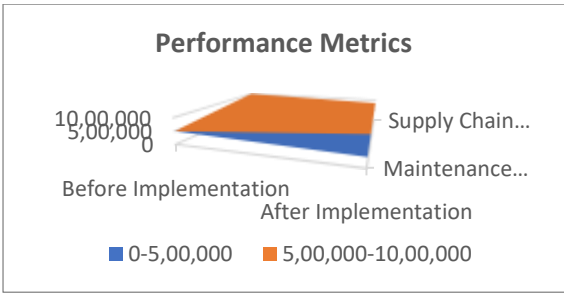 Performance Metrics
10,00,000
5,00,000
0
Supply Chain...
Maintenance...
Before Implementation
After Implementation
0-5,00,000
5,00,000-10,00,000